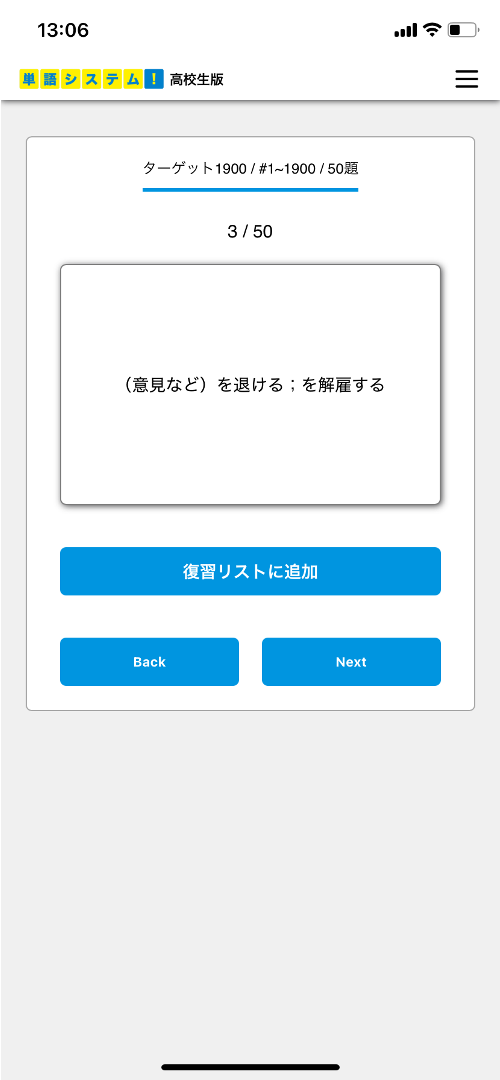 13:06
単語システム！ 高校生版
ターゲット1900 / #1~1900 / 50題
3 / 50
（意見など）を退ける；を解雇する
復習リストに追加
Back
Next